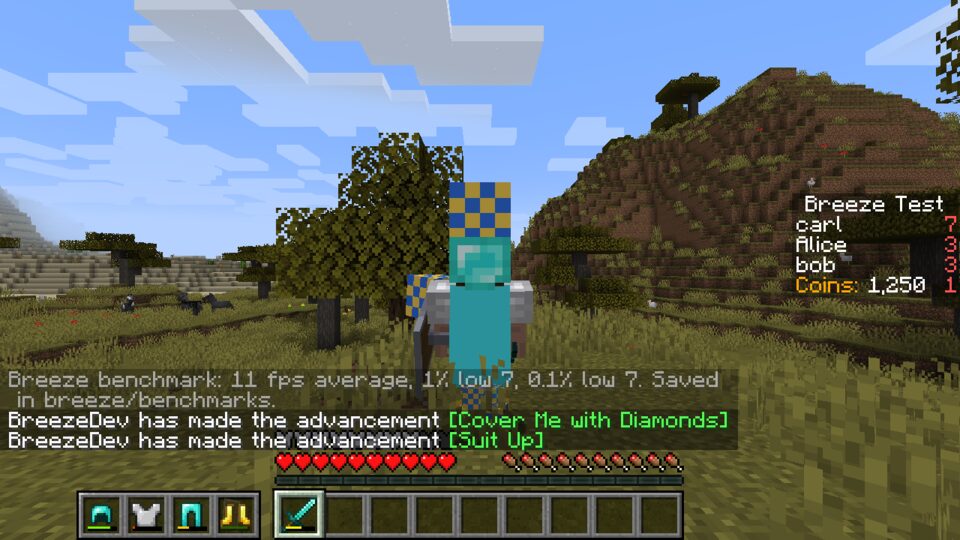 Breeze Test
carl 7
Alice 3
bob 3
Coins: 1,250 1
Breeze benchmark: 11 fps average, 1% low 7, 0.1% low 7. Saved
in breeze/benchmarks.
BreezeDev has made the advancement [Cover Me with Diamonds]
BreezeDev has made the advancement [Suit Up]